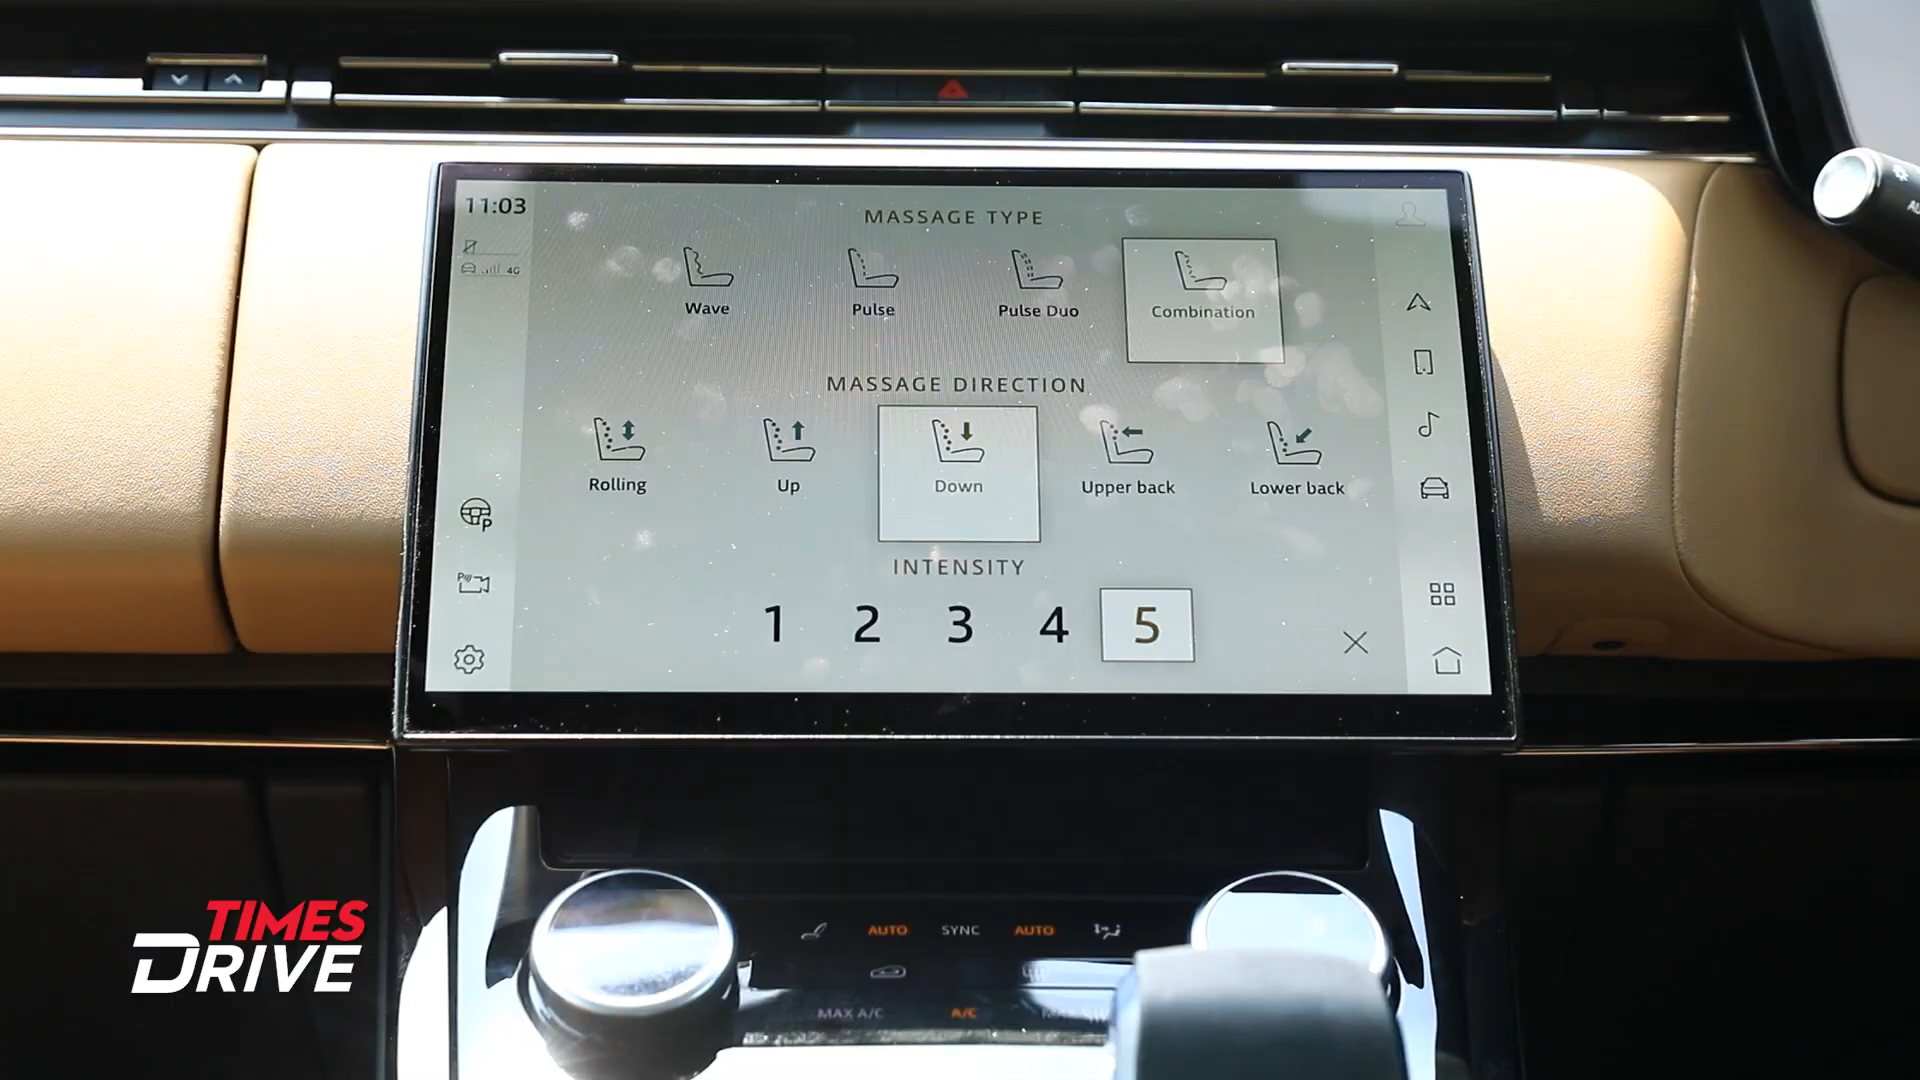 11:03
4G
MASSAGE TYPE
Wave Pulse Pulse Duo Combination
MASSAGE DIRECTION
Rolling Up Down Upper back Lower back
INTENSITY
1 2 3 4 5
P
P
AUTO SYNC AUTO
MAX A/C A/C
TIMES
DRIVE